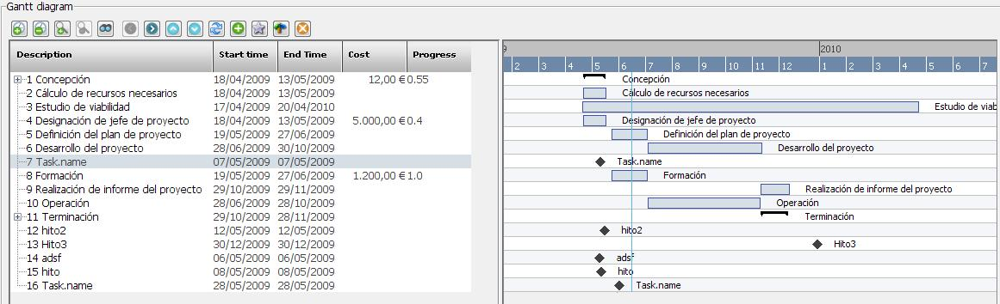 Gantt diagram
Description Start time End Time Cost Progress
9 2010
2 3 4 5 6 7 8 9 10 11 12 1 2 3 4 5 6 7
1 Concepción 18/04/2009 13/05/2009 12,00 € 0.55 Concepción
2 Cálculo de recursos necesarios 18/04/2009 13/05/2009 Cálculo de recursos necesarios
3 Estudio de viabilidad 17/04/2009 20/04/2010 Estudio de viab
4 Designación de jefe de proyecto 18/04/2009 13/05/2009 5.000,00 € 0.4 Designación de jefe de proyecto
5 Definición del plan de proyecto 19/05/2009 27/06/2009 Definición del plan de proyecto
6 Desarrollo del proyecto 28/06/2009 30/10/2009 Desarrollo del proyecto
7 Task.name 07/05/2009 07/05/2009 Task.name
8 Formación 19/05/2009 27/06/2009 1.200,00 € 1.0 Formación
9 Realización de informe del proyecto 29/10/2009 29/11/2009 Realización de informe del proyecto
10 Operación 28/06/2009 28/10/2009 Operación
11 Terminación 29/10/2009 28/11/2009 Terminación
12 hito2 12/05/2009 12/05/2009 hito2
13 Hito3 30/12/2009 30/12/2009 Hito3
14 adsf 06/05/2009 06/05/2009 adsf
15 hito 08/05/2009 08/05/2009 hito
16 Task.name 28/05/2009 28/05/2009 Task.name